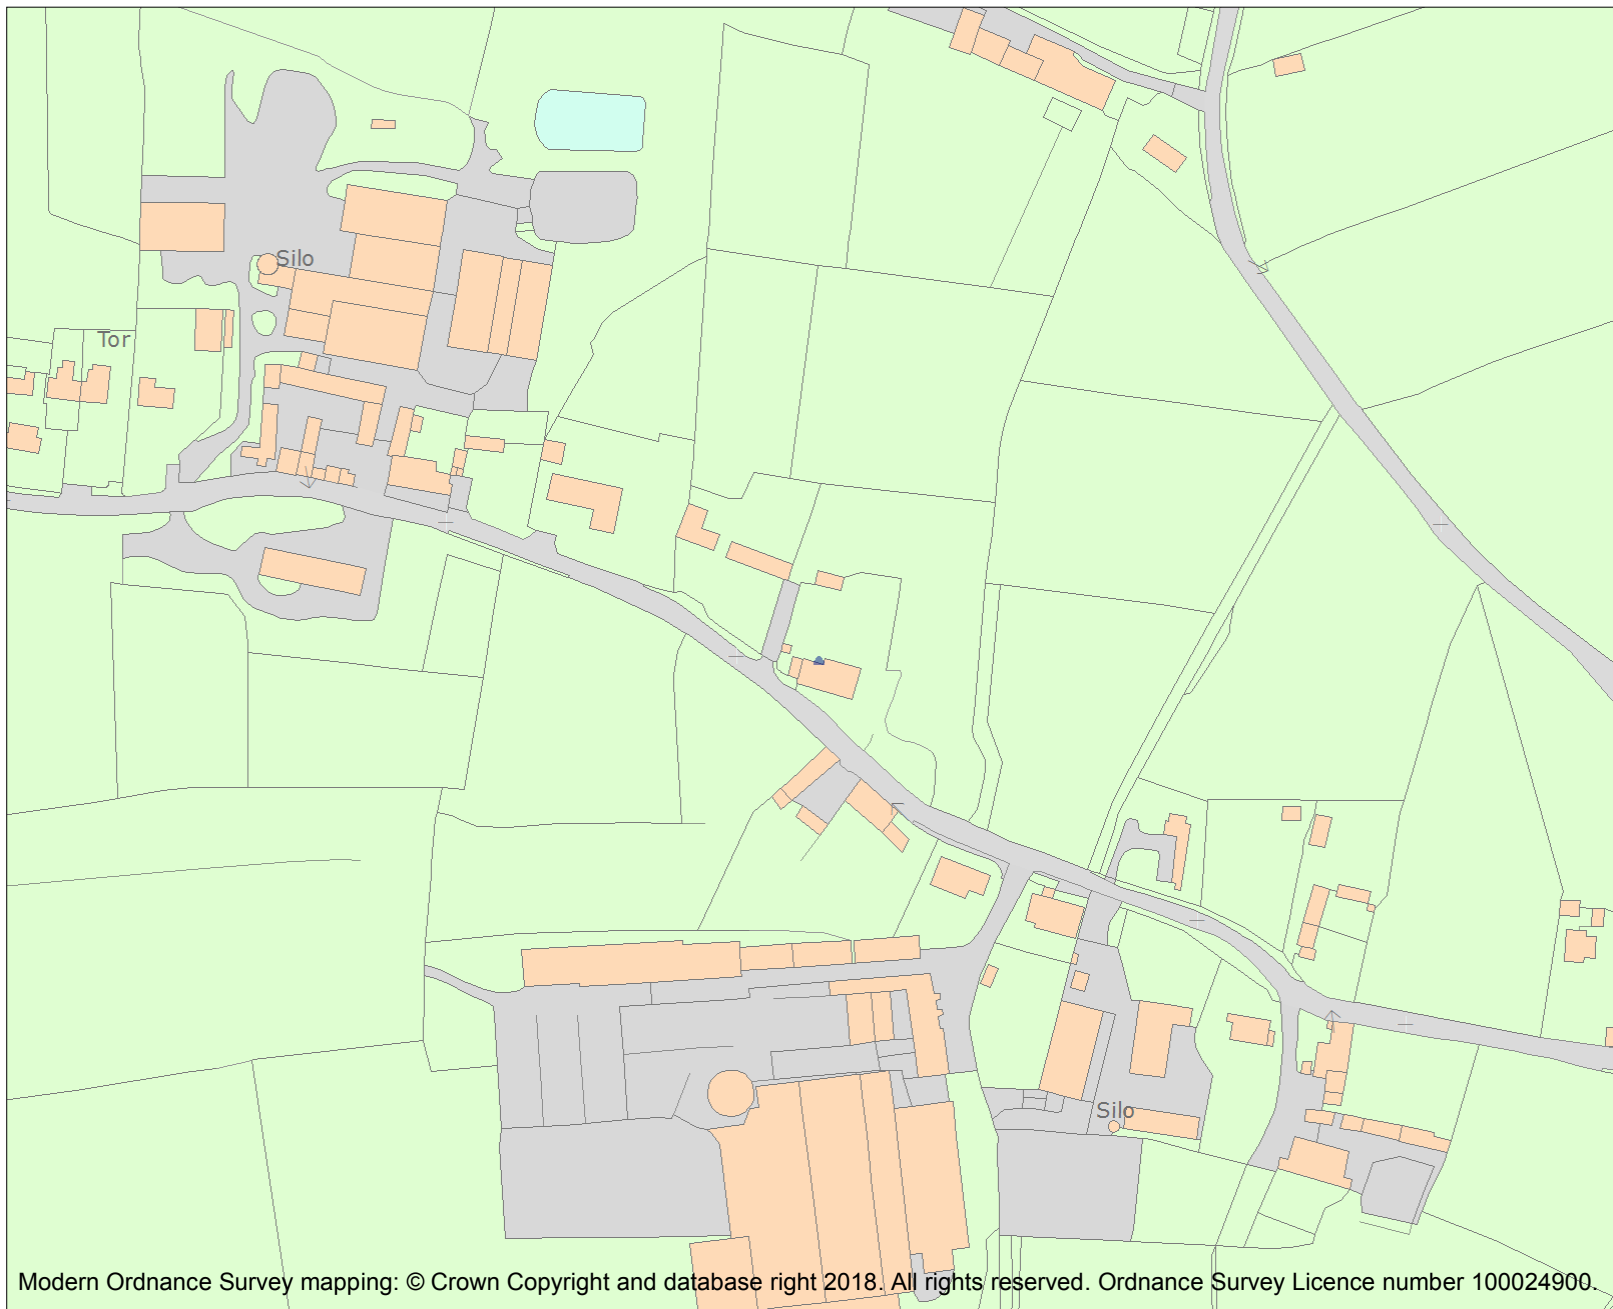 Silo
Tor
Silo
Modern Ordnance Survey mapping: © Crown Copyright and database right 2018. All rights reserved. Ordnance Survey Licence number 100024900.